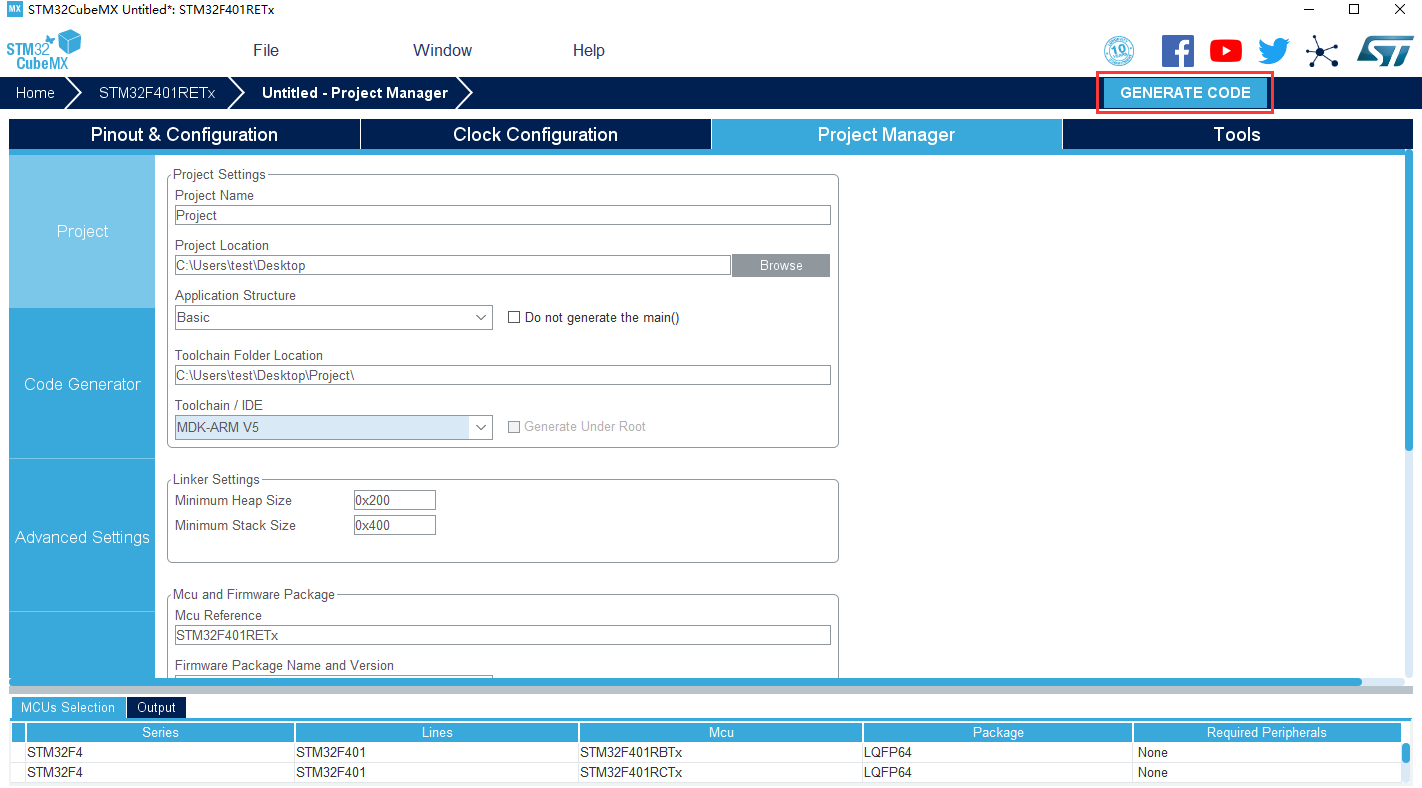 MX STM32CubeMX Untitled*: STM32F401RETx
STM32 CubeMX
File Window Help
10
Home STM32F401RETx Untitled - Project Manager GENERATE CODE
Pinout & Configuration Clock Configuration Project Manager Tools
Project
Code Generator
Advanced Settings
Project Settings
Project Name
Project
Project Location
C:\Users\test\Desktop Browse
Application Structure
Basic Do not generate the main()
Toolchain Folder Location
C:\Users\test\Desktop\Project\
Toolchain / IDE
MDK-ARM V5 Generate Under Root
Linker Settings
Minimum Heap Size 0x200
Minimum Stack Size 0x400
Mcu and Firmware Package
Mcu Reference
STM32F401RETx
Firmware Package Name and Version
MCUs Selection Output
Series Lines Mcu Package Required Peripherals
STM32F4 STM32F401 STM32F401RBTx LQFP64 None
STM32F4 STM32F401 STM32F401RCTx LQFP64 None